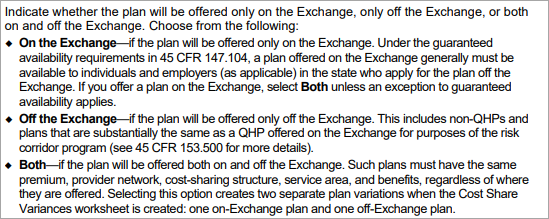 Indicate whether the plan will be offered only on the Exchange, only off the Exchange, or both
on and off the Exchange. Choose from the following:
◆ On the Exchange—if the plan will be offered only on the Exchange. Under the guaranteed
availability requirements in 45 CFR 147.104, a plan offered on the Exchange generally must be
available to individuals and employers (as applicable) in the state who apply for the plan off the
Exchange. If you offer a plan on the Exchange, select Both unless an exception to guaranteed
availability applies.
◆ Off the Exchange—if the plan will be offered only off the Exchange. This includes non-QHPs and
plans that are substantially the same as a QHP offered on the Exchange for purposes of the risk
corridor program (see 45 CFR 153.500 for more details).
◆ Both—if the plan will be offered both on and off the Exchange. Such plans must have the same
premium, provider network, cost-sharing structure, service area, and benefits, regardless of where
they are offered. Selecting this option creates two separate plan variations when the Cost Share
Variances worksheet is created: one on-Exchange plan and one off-Exchange plan.